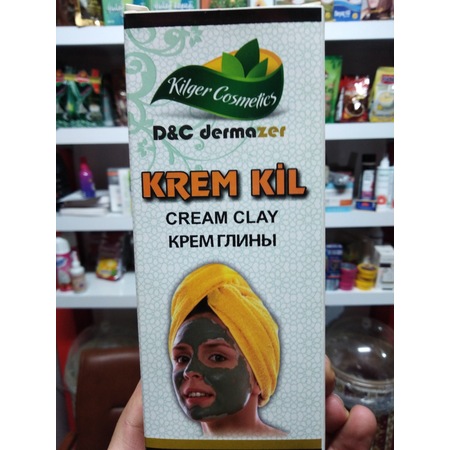 Kilger Cosmetics
D&C dermazer
KREM KİL
CREAM CLAY
КРЕМ ГЛИНЫ